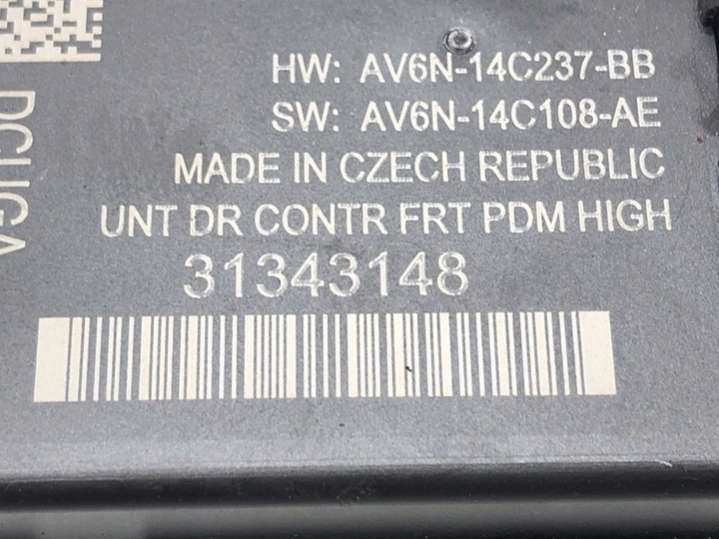 HW: AV6N-14C237-BB
SW: AV6N-14C108-AE
MADE IN CZECH REPUBLIC
UNT DR CONTR FRT PDM HIGH
31343148